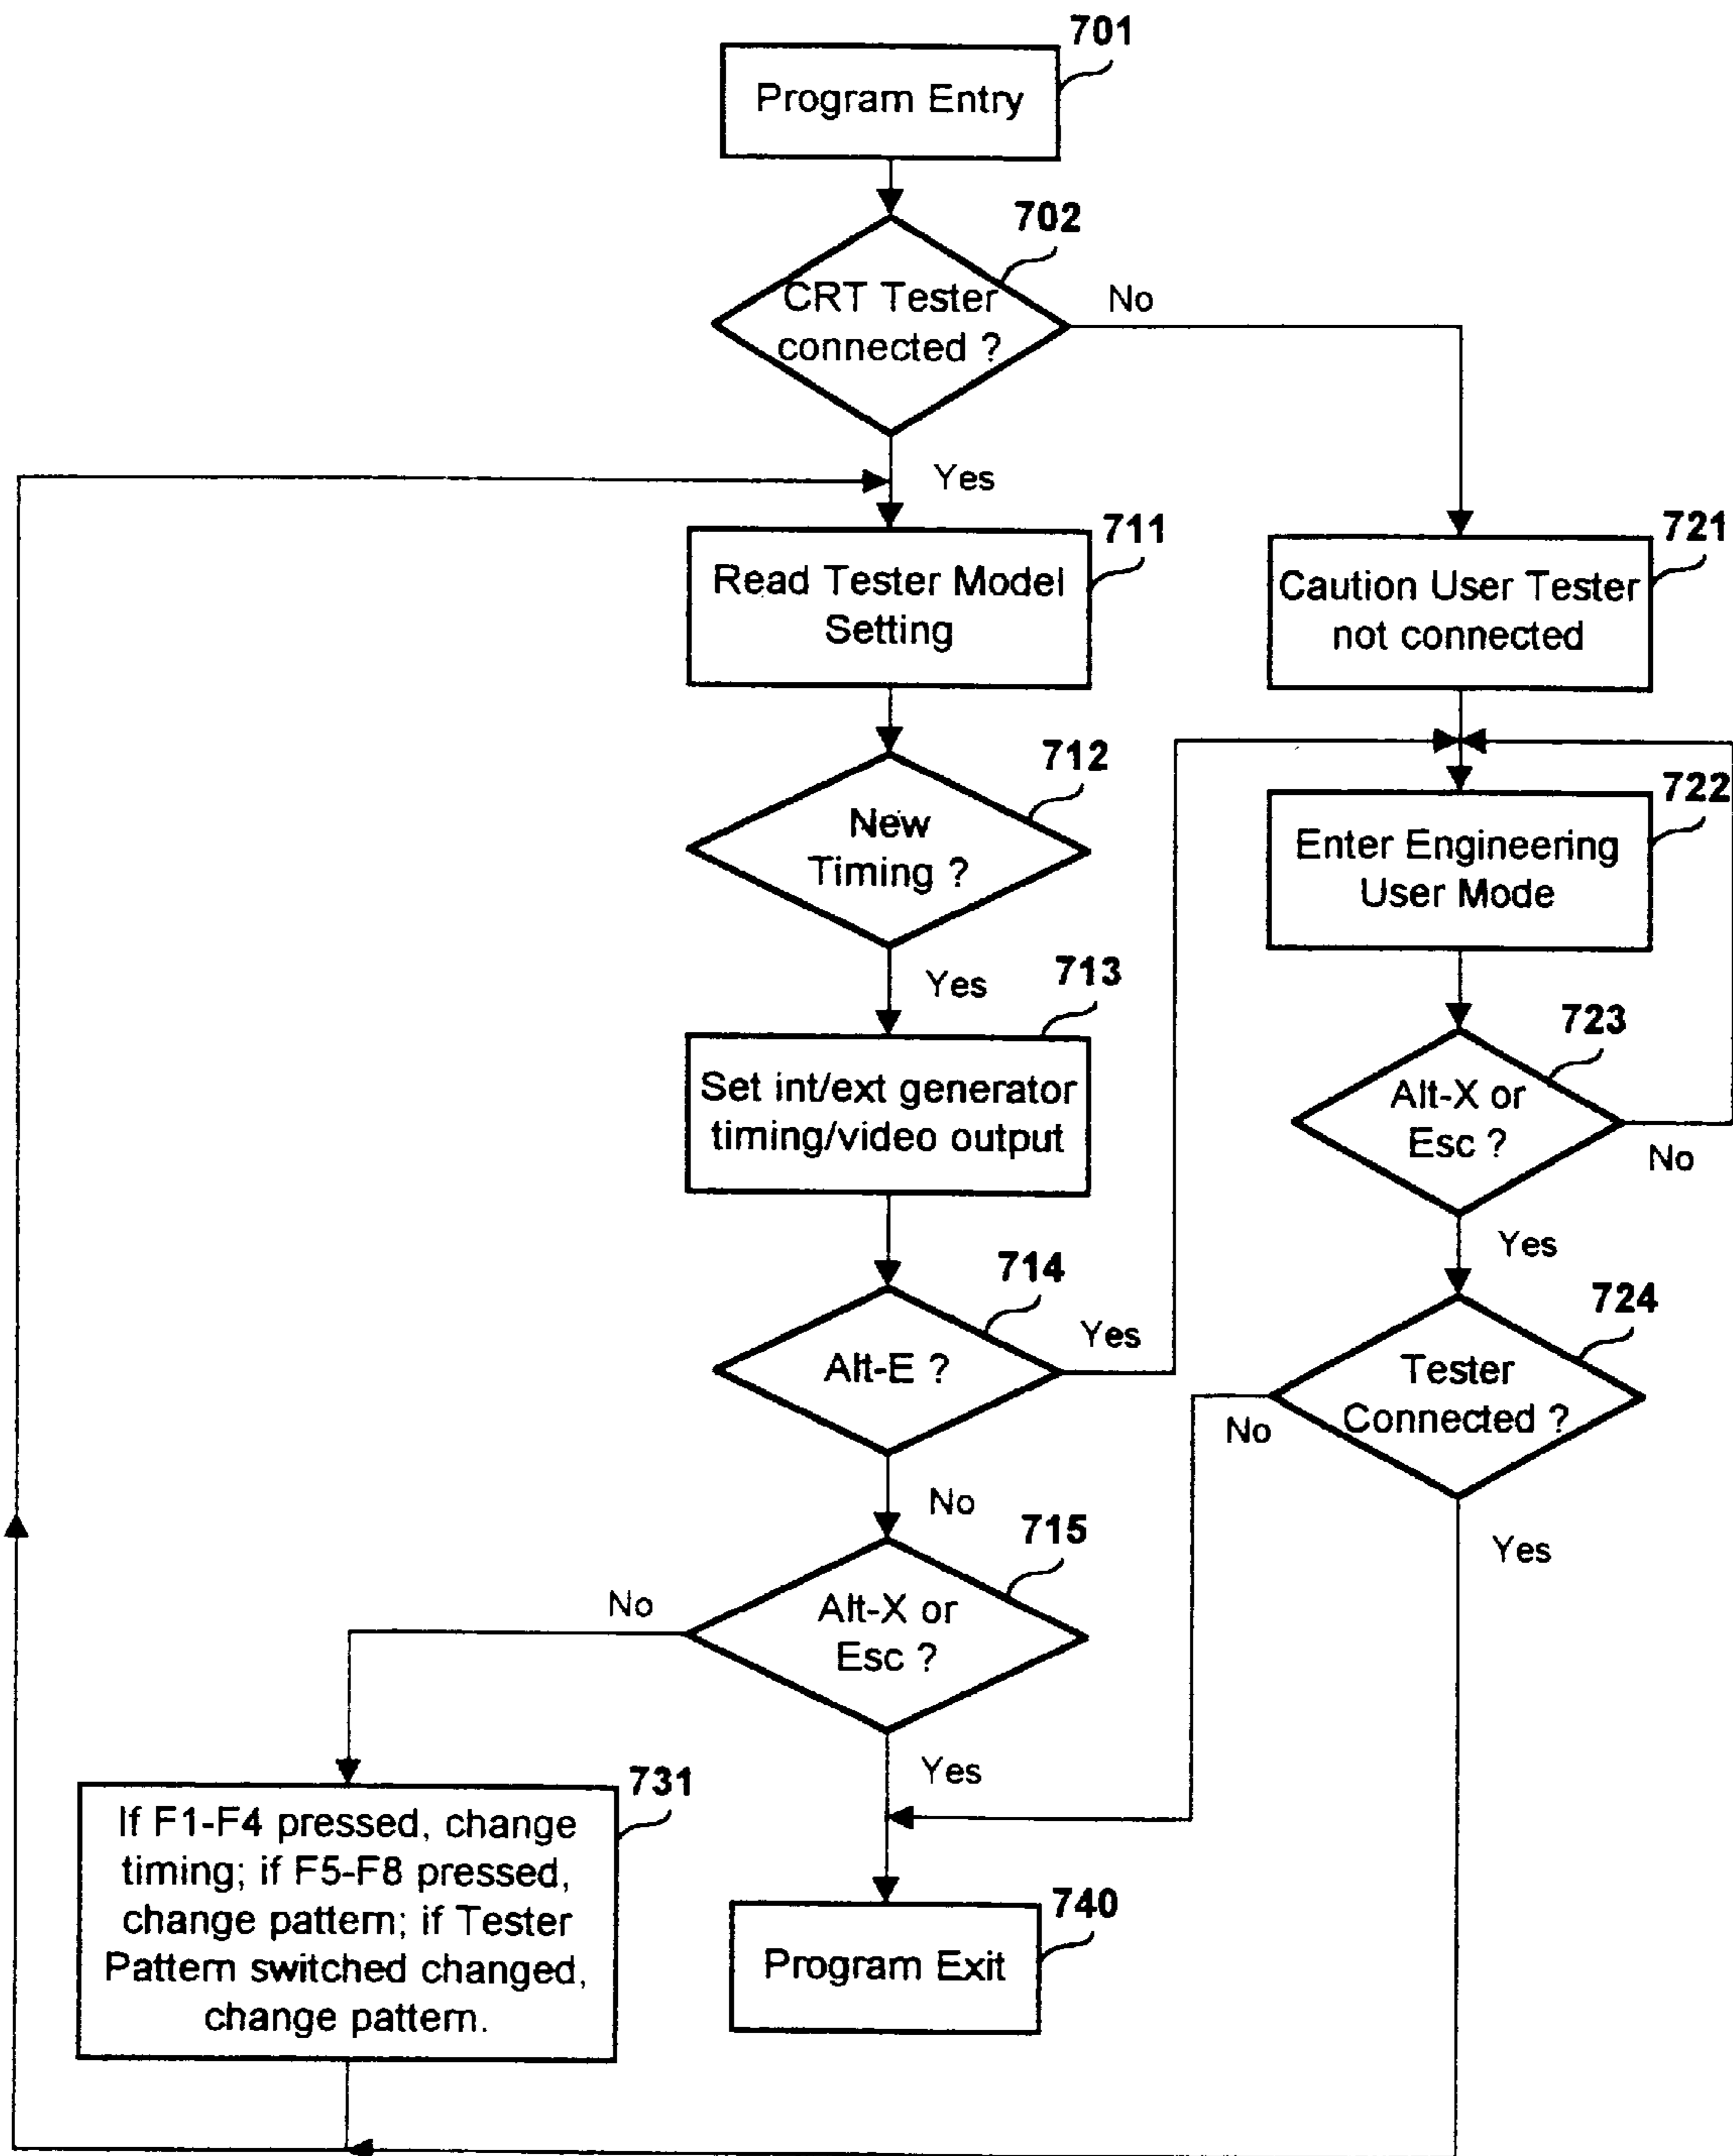 701
Program Entry
702
CRT Tester
connected ?
No
Yes
711
Read Tester Model
Setting
721
Caution User Tester
not connected
712
New
Timing ?
722
Enter Engineering
User Mode
Yes
713
Set int/ext generator
timing/video output
723
Alt-X or
Esc ?
No
Yes
714
Alt-E ?
Yes
724
Tester
Connected ?
No
No
Yes
715
Alt-X or
Esc ?
No
Yes
731
If F1-F4 pressed, change
timing; if F5-F8 pressed,
change pattern; if Tester
Pattern switched changed,
change pattern.
740
Program Exit